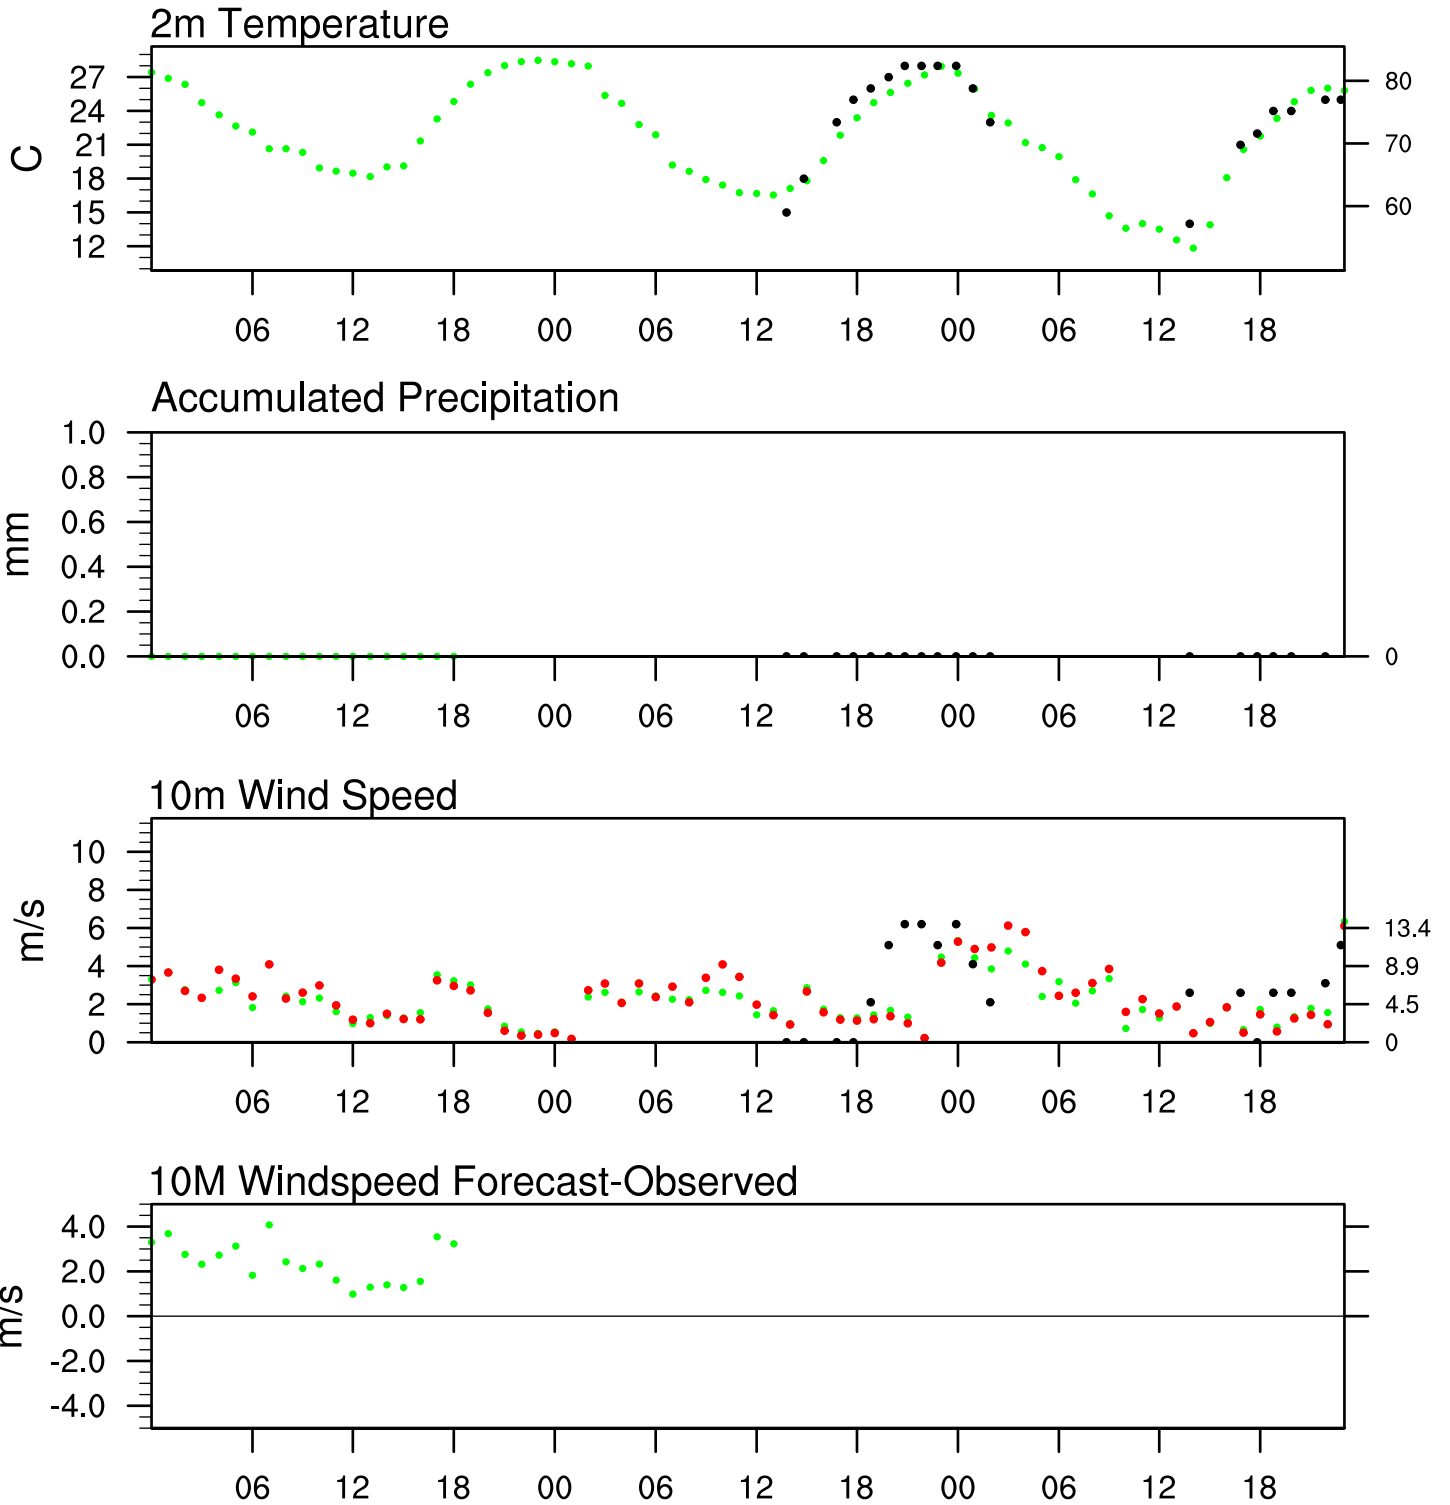 2m Temperature
27
24
21
18
15
12
C
80
70
60
06 12 18 00 06 12 18 00 06 12 18
Accumulated Precipitation
1.0
0.8
0.6
0.4
0.2
0.0
mm
0
06 12 18 00 06 12 18 00 06 12 18
10m Wind Speed
10
8
6
4
2
0
m/s
13.4
8.9
4.5
0
06 12 18 00 06 12 18 00 06 12 18
10M Windspeed Forecast-Observed
4.0
2.0
0.0
-2.0
-4.0
m/s
06 12 18 00 06 12 18 00 06 12 18